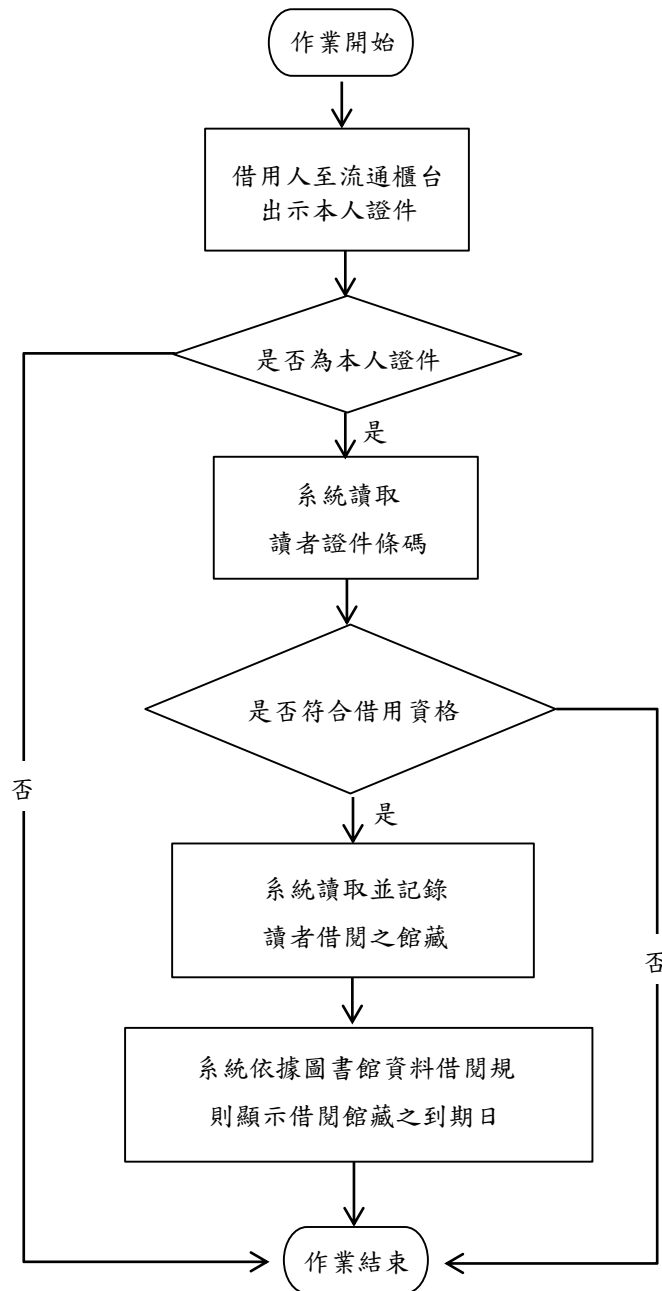 作業開始
借用人至流通櫃台
出示本人證件
是否為本人證件
是
系統讀取
讀者證件條碼
是否符合借用資格
否
是
系統讀取並記錄
讀者借閱之館藏
否
系統依據圖書館資料借閱規
則顯示借閱館藏之到期日
作業結束